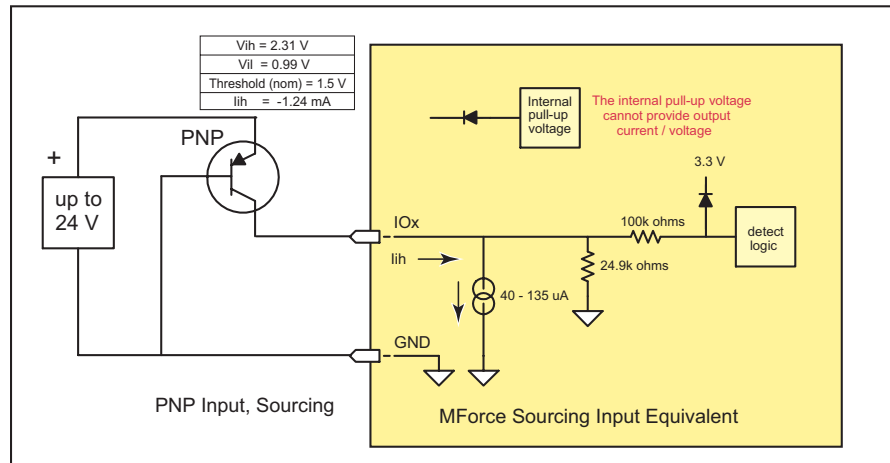 Vih = 2.31 V
Vil = 0.99 V
Threshold (nom) = 1.5 V
Iih = -1.24 mA
PNP
+
up to
24 V
Internal
pull-up
voltage
The internal pull-up voltage
cannot provide output
current / voltage
3.3 V
IOx
100k ohms
detect
logic
Iih
24.9k ohms
40 - 135 uA
GND
PNP Input, Sourcing
MForce Sourcing Input Equivalent